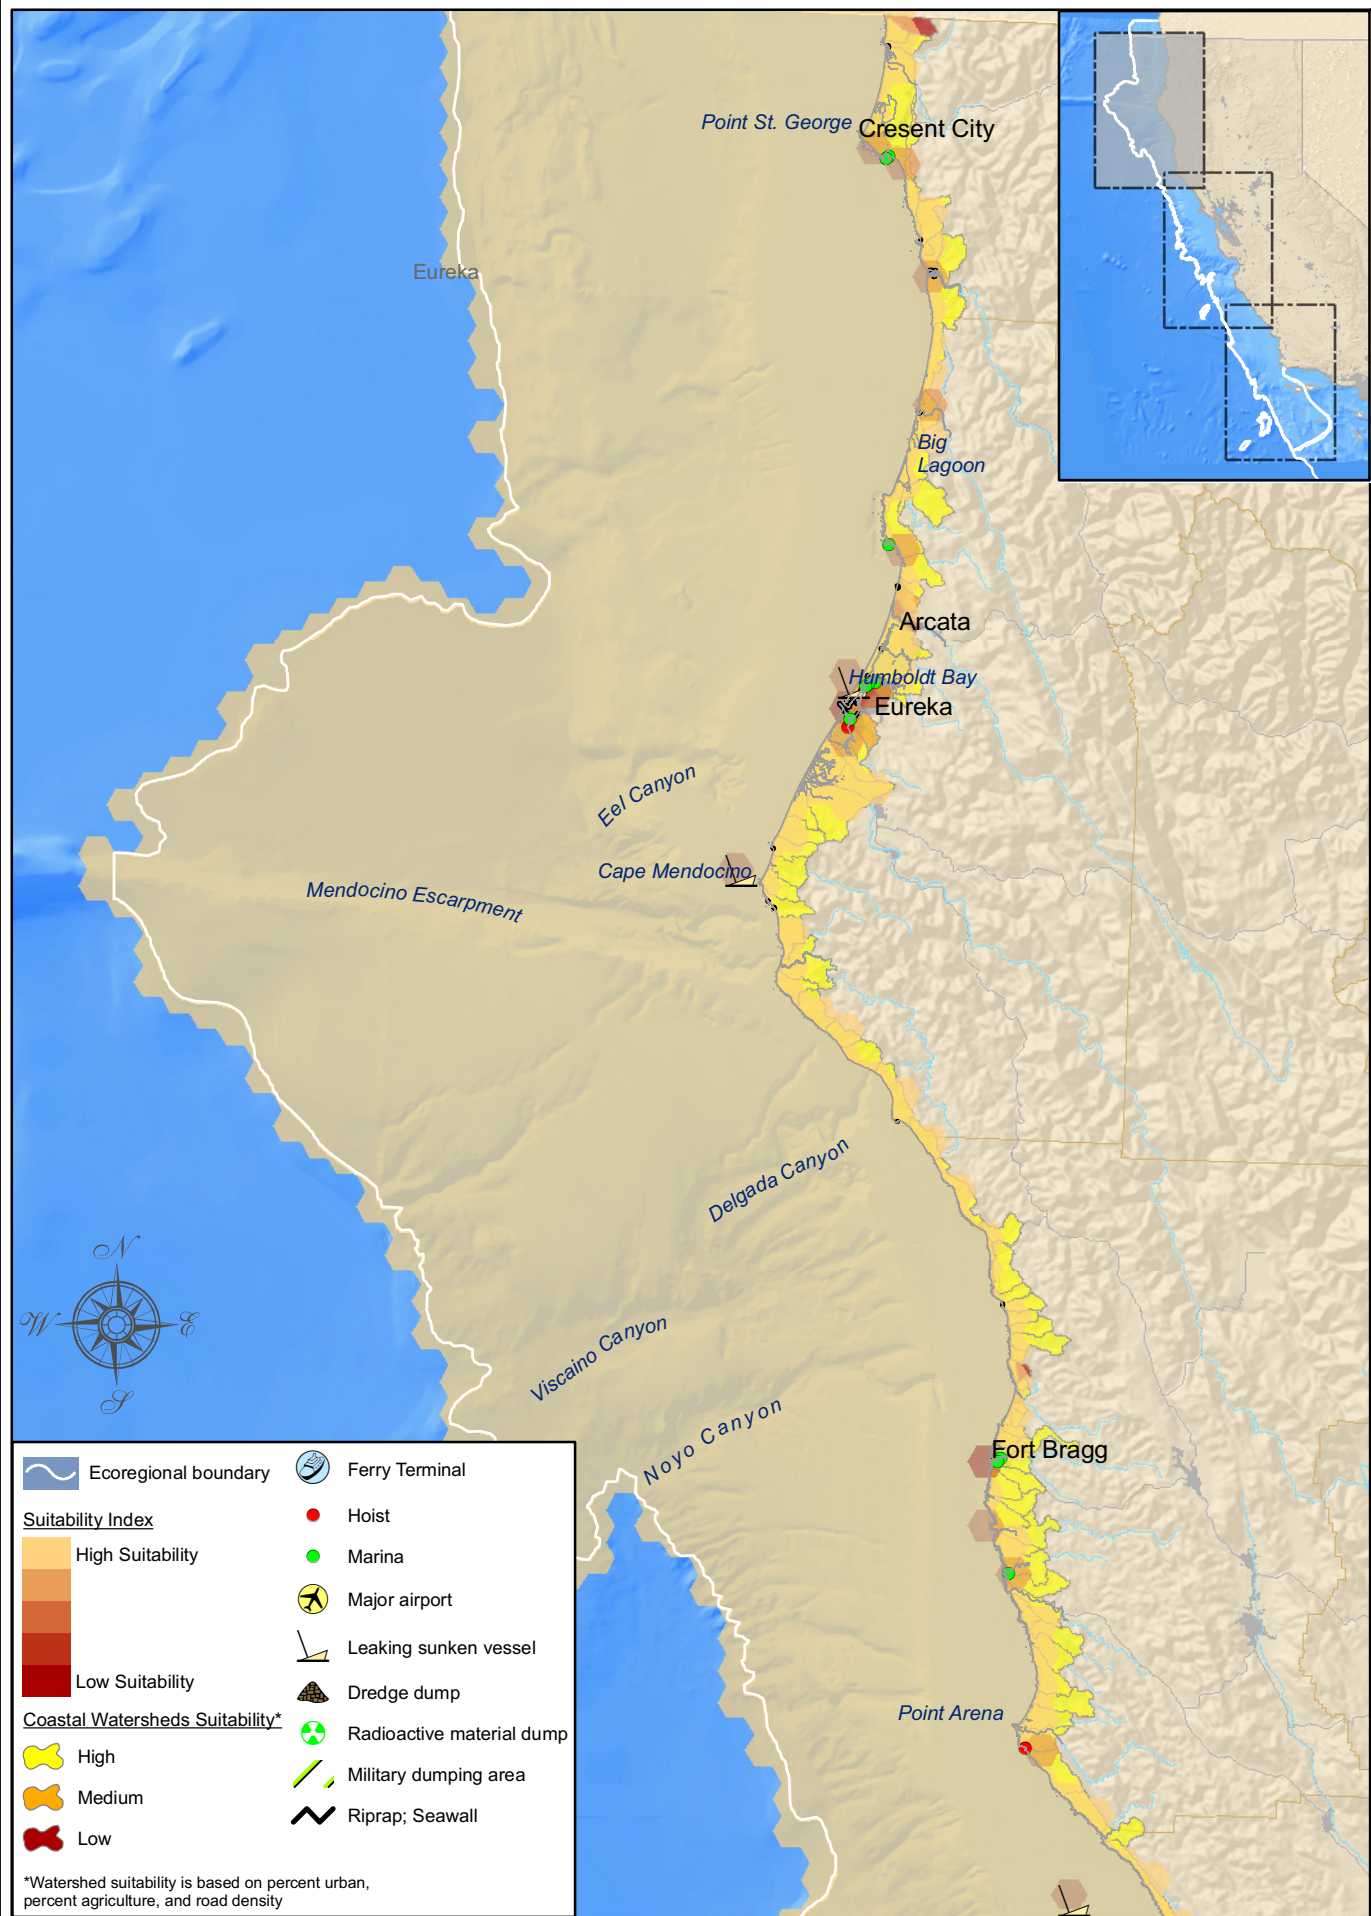 Point St. George
Cresent City
Eureka
Big
Lagoon
Arcata
Humboldt Bay
Eureka
Eel Canyon
Cape Mendocino
Mendocino Escarpment
Delgada Canyon
Viscaino Canyon
Noyo Canyon
Fort Bragg
Point Arena
N
W
E
S
Ecoregional boundary
Suitability Index
High Suitability
Low Suitability
Coastal Watersheds Suitability*
High
Medium
Low
Ferry Terminal
Hoist
Marina
Major airport
Leaking sunken vessel
Dredge dump
Radioactive material dump
Military dumping area
Riprap; Seawall
*Watershed suitability is based on percent urban,
percent agriculture, and road density